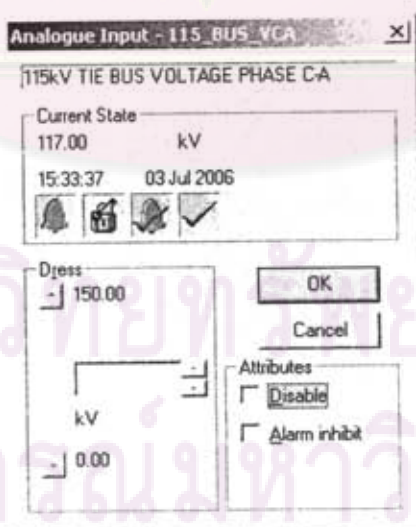 Analogue Input - 115_BUS_VCA
115kV TIE BUS VOLTAGE PHASE C-A
Current State
117.00 kV
15:33:37 03 Jul 2006
Dress
150.00
OK
Cancel
Attributes
Disable
kV
Alarm inhibit
0.00